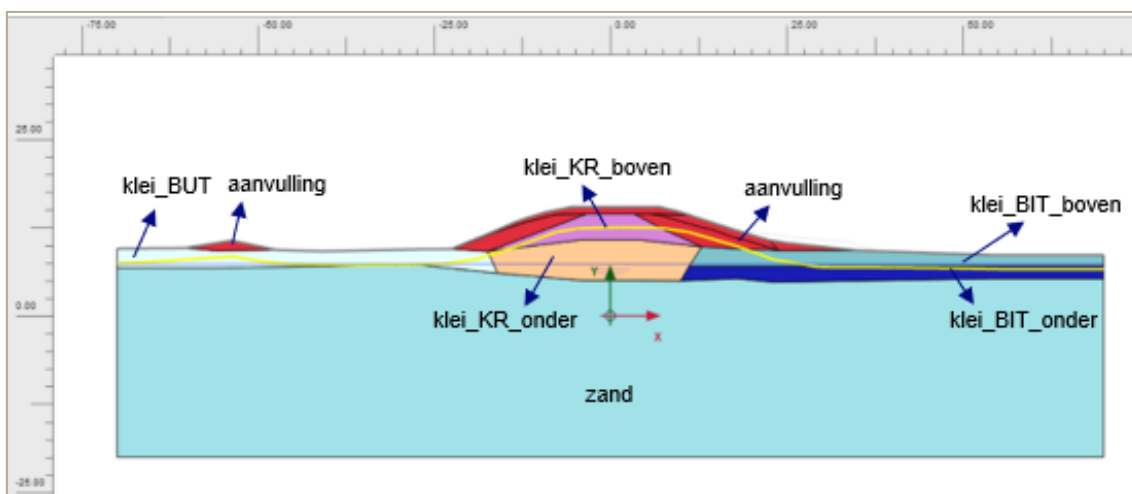 -75.00 -50.00 -25.00 0.00 25.00 50.00
25.00
klei_KR_boven
klei_BUT aanvulling aanvulling
klei_BIT_boven
Y
0.00
klei_KR_onder klei_BIT_onder
X
zand
-25.00